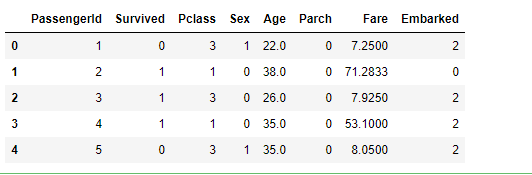 PassengerId Survived Pclass Sex Age Parch Fare Embarked
0 1 0 3 1 22.0 0 7.2500 2
1 2 1 1 0 38.0 0 71.2833 0
2 3 1 3 0 26.0 0 7.9250 2
3 4 1 1 0 35.0 0 53.1000 2
4 5 0 3 1 35.0 0 8.0500 2